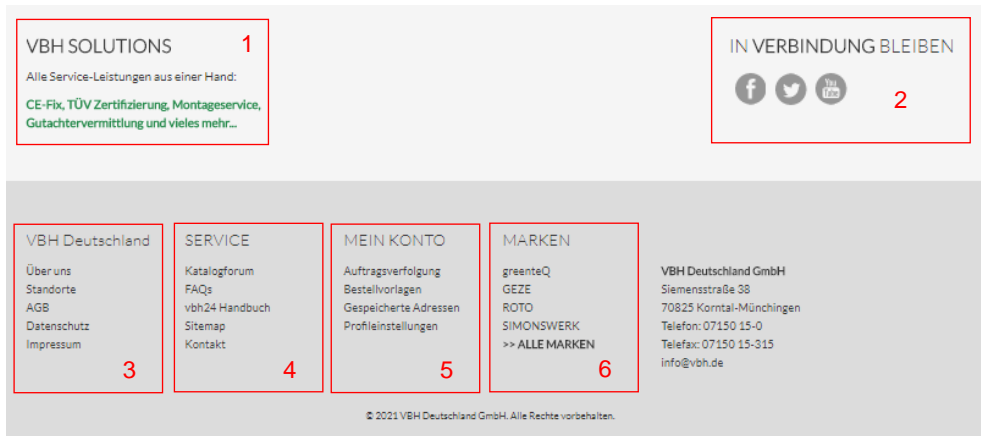 VBH SOLUTIONS
1
Alle Service-Leistungen aus einer Hand:
CE-Fix, TÜV Zertifizierung, Montageservice,
Gutachtervermittlung und vieles mehr...
IN VERBINDUNG BLEIBEN
f
You
Tube
2
VBH Deutschland
Über uns
Standorte
AGB
Datenschutz
Impressum
3
SERVICE
Katalogforum
FAQs
vbh24 Handbuch
Sitemap
Kontakt
4
MEIN KONTO
Auftragsverfolgung
Bestellvorlagen
Gespeicherte Adressen
Profileinstellungen
5
MARKEN
greenteQ
GEZE
ROTO
SIMONSWERK
>> ALLE MARKEN
6
VBH Deutschland GmbH
Siemensstraße 38
70825 Korntal-Münchingen
Telefon: 07150 15-0
Telefax: 07150 15-315
info@vbh.de
© 2021 VBH Deutschland GmbH. Alle Rechte vorbehalten.